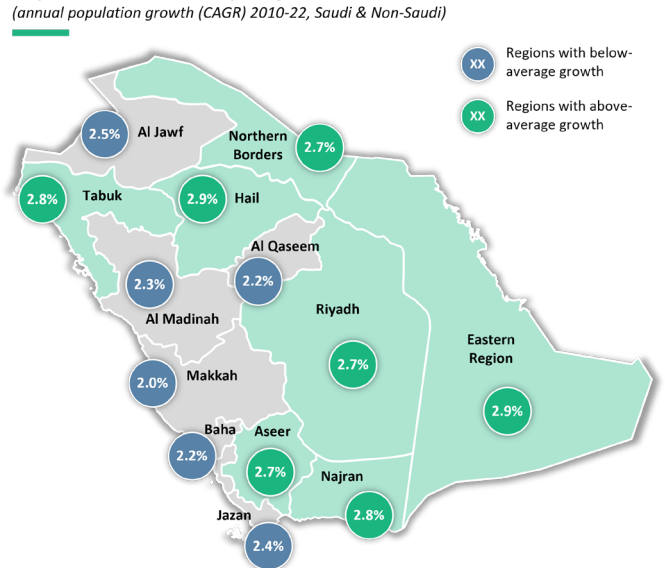 (annual population growth (CAGR) 2010-22, Saudi & Non-Saudi)
XX
Regions with below-
average growth
XX
Regions with above-
average growth
2.5%
Al Jawf
Northern
Borders
2.7%
2.8%
Tabuk
2.9%
Hail
Al Qaseem
2.2%
2.3%
Al Madinah
Riyadh
2.7%
Eastern
Region
2.9%
2.0%
Makkah
Baha
2.2%
Aseer
2.7%
Najran
2.8%
Jazan
2.4%